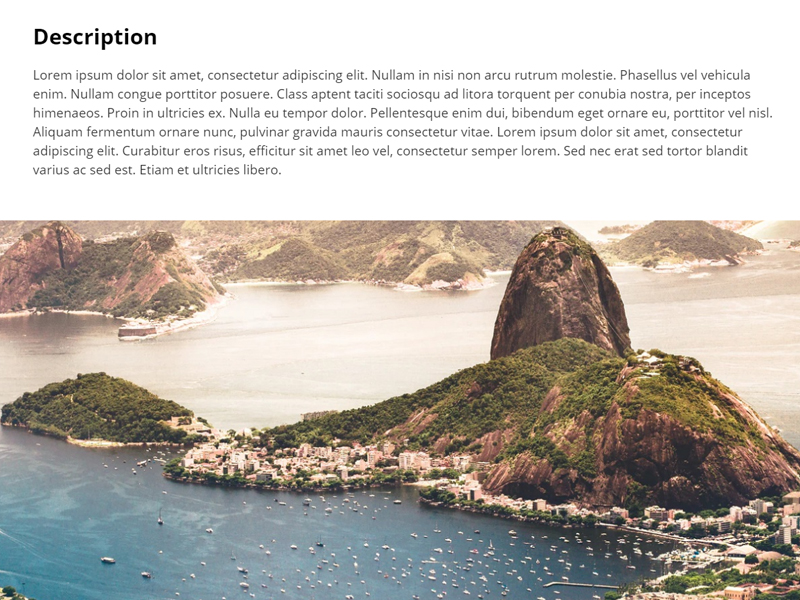 Description
Lorem ipsum dolor sit amet, consectetur adipiscing elit. Nullam in nisi non arcu rutrum molestie. Phasellus vel vehicula
enim. Nullam congue porttitor posuere. Class aptent taciti sociosqu ad litora torquent per conubia nostra, per inceptos
himenaeos. Proin in ultricies ex. Nulla eu tempor dolor. Pellentesque enim dui, bibendum eget ornare eu, porttitor vel nisl.
Aliquam fermentum ornare nunc, pulvinar gravida mauris consectetur vitae. Lorem ipsum dolor sit amet, consectetur
adipiscing elit. Curabitur eros risus, efficitur sit amet leo vel, consectetur semper lorem. Sed nec erat sed tortor blandit
varius ac sed est. Etiam et ultricies libero.